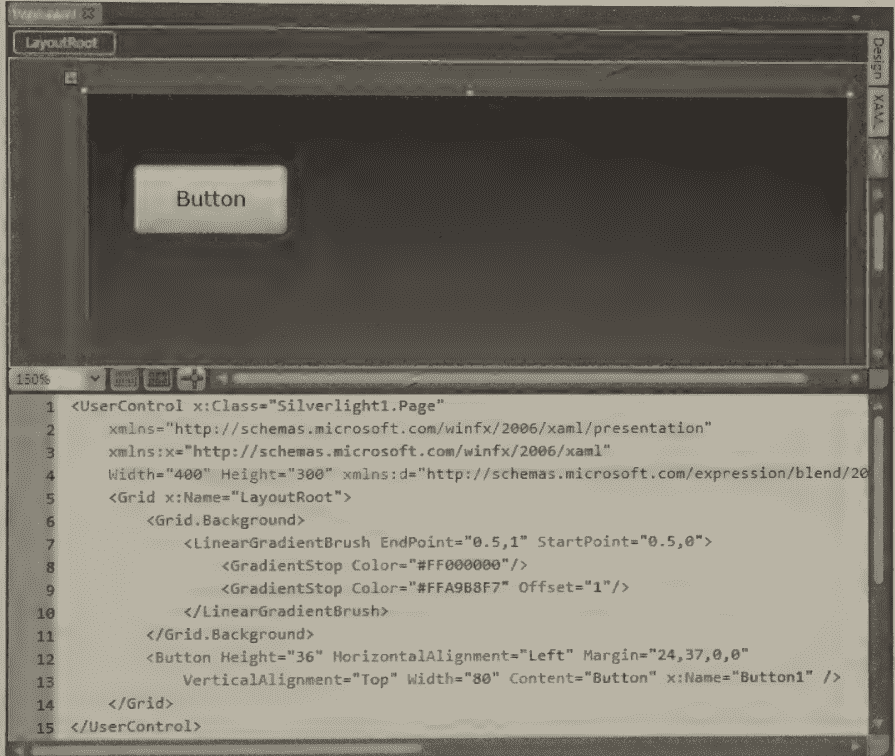 LayoutRoot
Design
XAML
Button
150%
1 <UserControl x:Class="Silverlight1.Page"
2 xmlns="http://schemas.microsoft.com/winfx/2006/xaml/presentation"
3 xmlns:x="http://schemas.microsoft.com/winfx/2006/xaml"
4 Width="400" Height="300" xmlns:d="http://schemas.microsoft.com/expression/blend/20
5 <Grid x:Name="LayoutRoot">
6 <Grid.Background>
7 <LinearGradientBrush EndPoint="0.5,1" StartPoint="0.5,0">
8 <GradientStop Color="#FF000000"/>
9 <GradientStop Color="#FFA9B8F7" Offset="1"/>
10 </LinearGradientBrush>
11 </Grid.Background>
12 <Button Height="36" HorizontalAlignment="Left" Margin="24,37,0,0"
13 VerticalAlignment="Top" Width="80" Content="Button" x:Name="Button1" />
14 </Grid>
15 </UserControl>